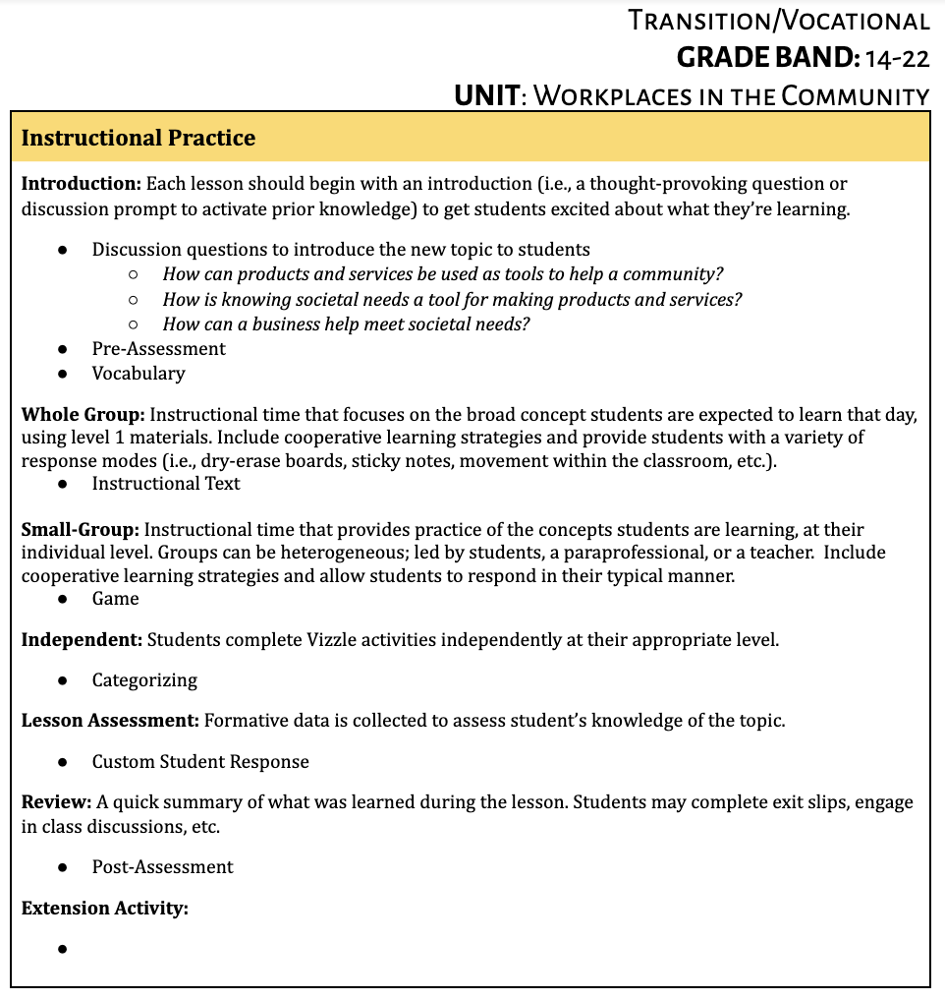 Transition/Vocational
GRADE BAND: 14-22
UNIT: Workplaces in the Community
Instructional Practice
Introduction: Each lesson should begin with an introduction (i.e., a thought-provoking question or
discussion prompt to activate prior knowledge) to get students excited about what they’re learning.
● Discussion questions to introduce the new topic to students
○ How can products and services be used as tools to help a community?
○ How is knowing societal needs a tool for making products and services?
○ How can a business help meet societal needs?
● Pre-Assessment
● Vocabulary
Whole Group: Instructional time that focuses on the broad concept students are expected to learn that day,
using level 1 materials. Include cooperative learning strategies and provide students with a variety of
response modes (i.e., dry-erase boards, sticky notes, movement within the classroom, etc.).
● Instructional Text
Small-Group: Instructional time that provides practice of the concepts students are learning, at their
individual level. Groups can be heterogeneous; led by students, a paraprofessional, or a teacher.  Include
cooperative learning strategies and allow students to respond in their typical manner.
● Game
Independent: Students complete Vizzle activities independently at their appropriate level.
● Categorizing
Lesson Assessment: Formative data is collected to assess student’s knowledge of the topic.
● Custom Student Response
Review: A quick summary of what was learned during the lesson. Students may complete exit slips, engage
in class discussions, etc.
● Post-Assessment
Extension Activity:
●